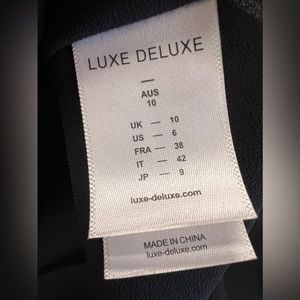 LUXE DELUXE
—
AUS
10
UK — 10
US — 6
FRA — 38
IT — 42
JP — 9
luxe-deluxe.com
MADE IN CHINA
luxe-deluxe.com